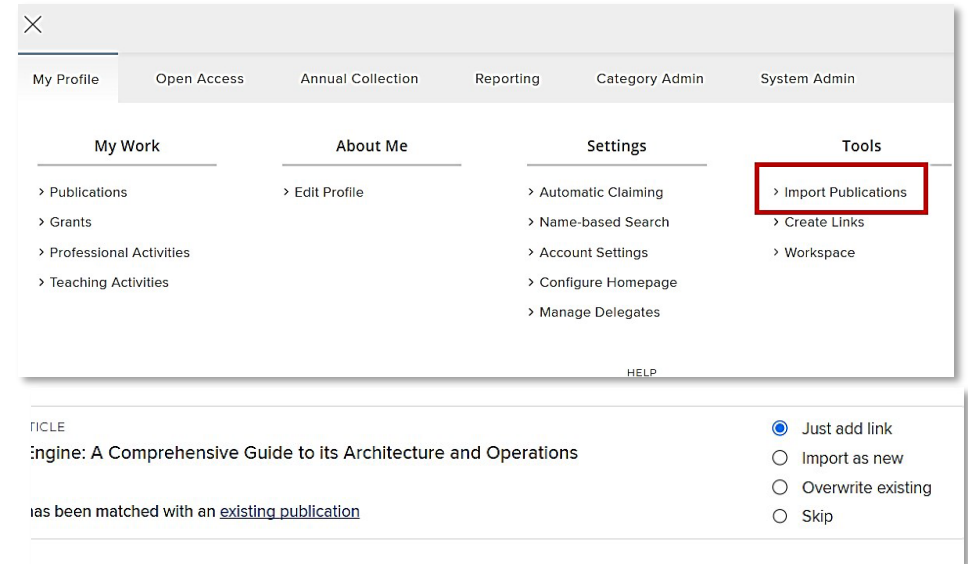 My Profile Open Access Annual Collection Reporting Category Admin System Admin
My Work About Me Settings Tools
> Publications > Edit Profile > Automatic Claiming > Import Publications
> Grants > Name-based Search > Create Links
> Professional Activities > Account Settings > Workspace
> Teaching Activities > Configure Homepage
> Manage Delegates
HELP
TICLE Just add link
Engine: A Comprehensive Guide to its Architecture and Operations Import as new
Overwrite existing
has been matched with an existing publication Skip